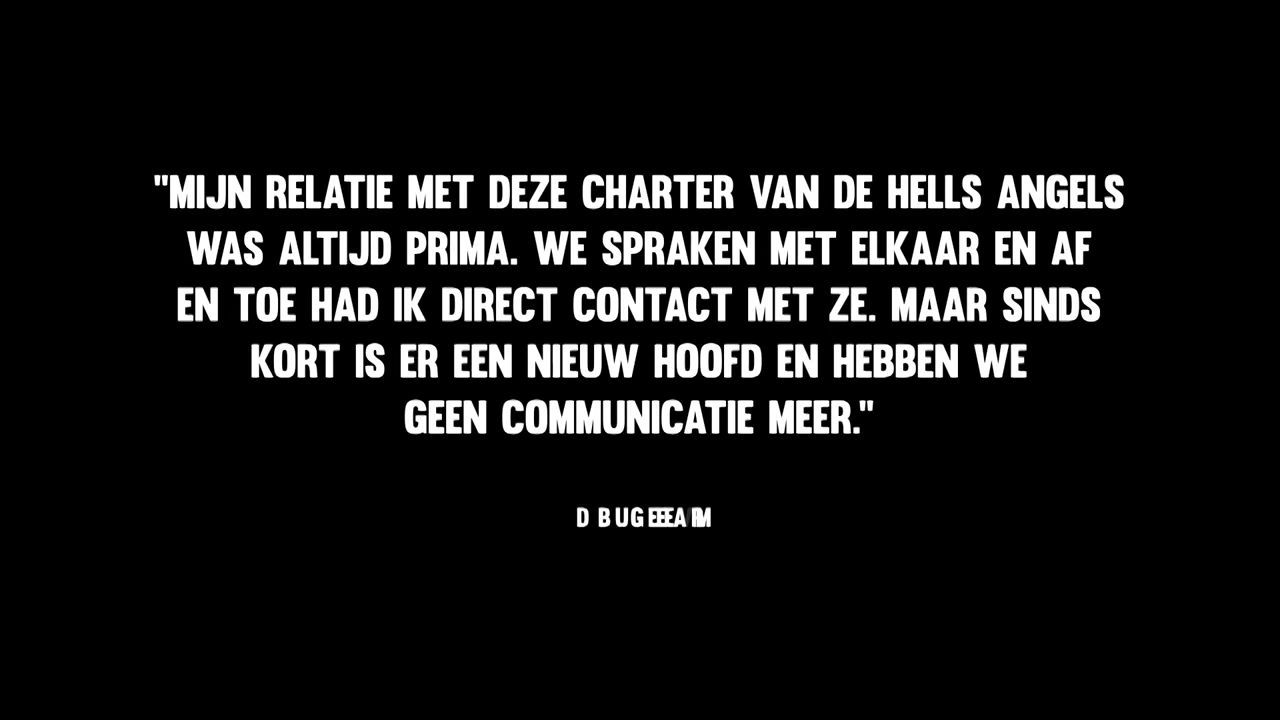 "MIJN RELATIE MET DEZE CHARTER VAN DE HELLS ANGELS
WAS ALTIJD PRIMA. WE SPRAKEN MET ELKAAR EN AF
EN TOE HAD IK DIRECT CONTACT MET ZE. MAAR SINDS
KORT IS ER EEN NIEUW HOOFD EN HEBBEN WE
GEEN COMMUNICATIE MEER."